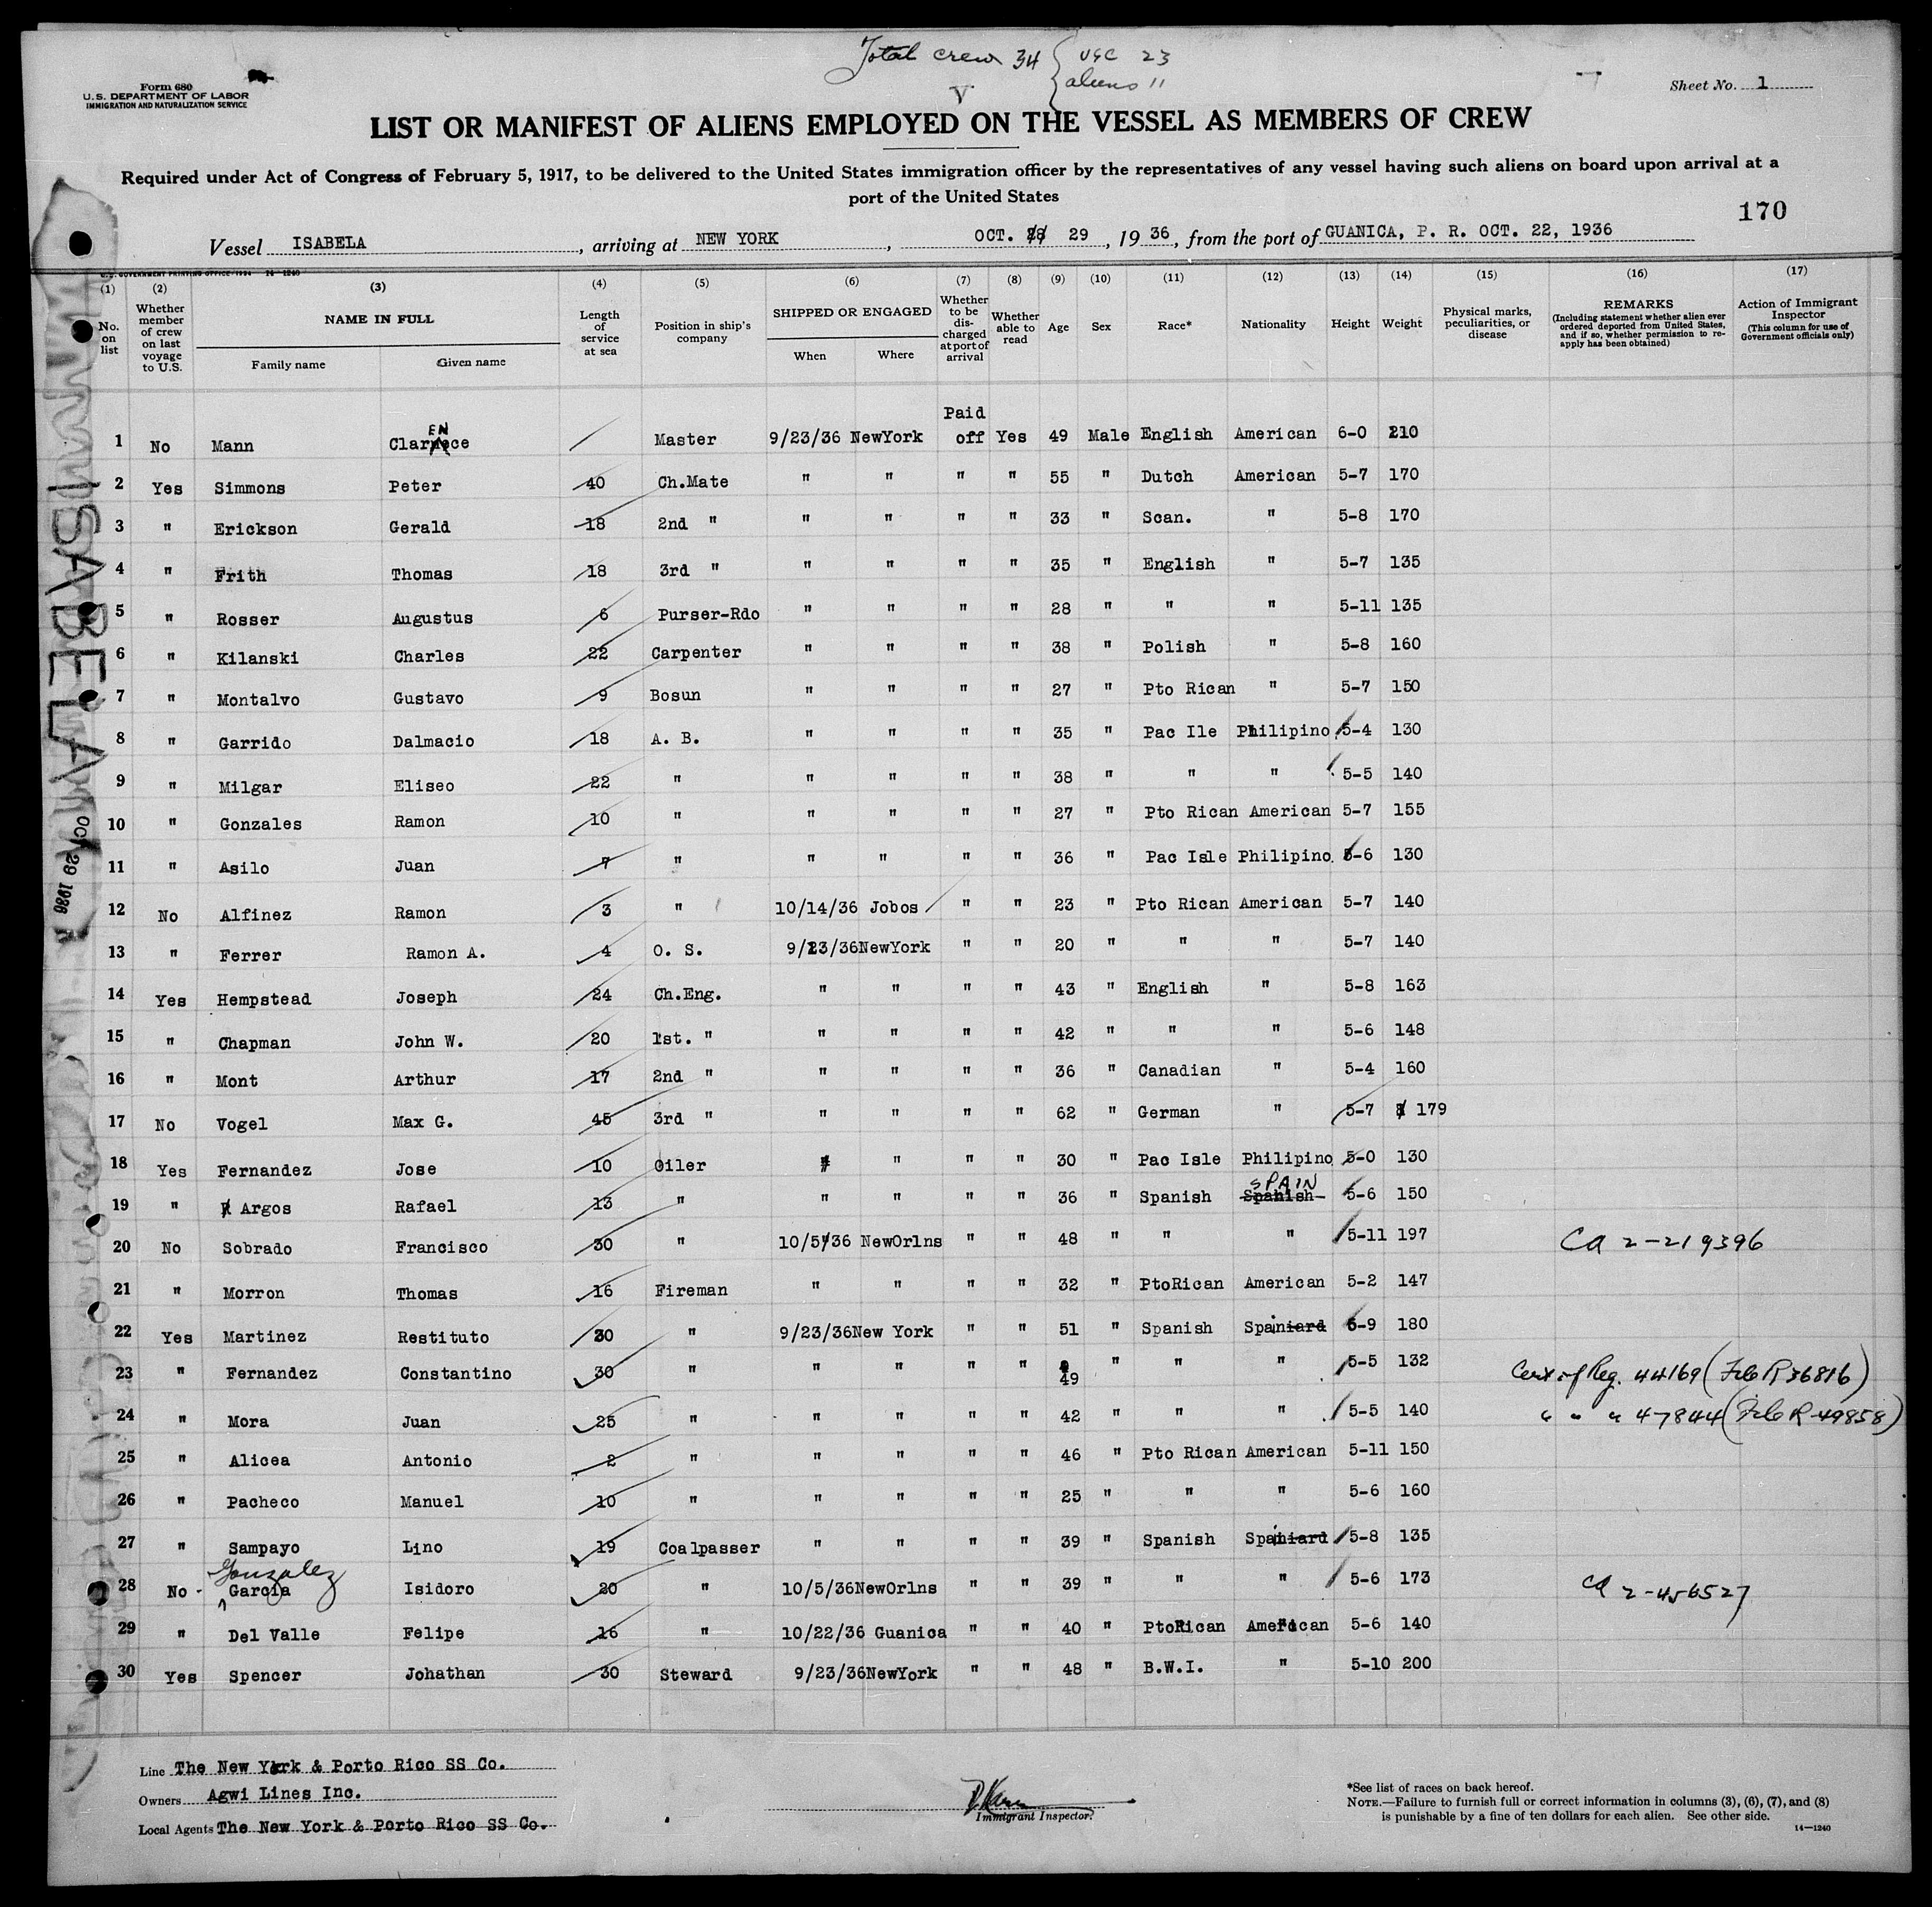 Total crew 34 { USC 23
aliens 11
Form 680
U. S. DEPARTMENT OF LABOR
IMMIGRATION AND NATURALIZATION SERVICE
Sheet No. 1
LIST OR MANIFEST OF ALIENS EMPLOYED ON THE VESSEL AS MEMBERS OF CREW
Required under Act of Congress of February 5, 1917, to be delivered to the United States immigration officer by the representatives of any vessel having such aliens on board upon arrival at a
port of the United States
170
Vessel ISABELA, arriving at NEW YORK, OCT. 29, 1936, from the port of GUANICA, P. R. OCT. 22, 1936
U.S. GOVERNMENT PRINTING OFFICE: 1934 14-1240
(1) No. on list
(2) Whether member of crew on last voyage to U.S.
(3) NAME IN FULL Family name Given name
(4) Length of service at sea
(5) Position in ship's company
(6) SHIPPED OR ENGAGED When Where
(7) Whether to be dis-charged at port of arrival
(8) Whether able to read
(9) Age
(10) Sex
(11) Race*
(12) Nationality
(13) Height
(14) Weight
(15) Physical marks, peculiarities, or disease
(16) REMARKS (Including statement whether alien ever ordered deported from United States, and if so, whether permission to re-apply has been obtained)
(17) Action of Immigrant Inspector (This column for use of Government officials only)
1 No Mann Clarence Master 9/23/36 NewYork Paid off Yes 49 Male English American 6-0 210
2 Yes Simmons Peter 40 Ch.Mate " " " " 55 " Dutch American 5-7 170
3 " Erickson Gerald 18 2nd " " " " " 33 " Scan. " 5-8 170
4 " Frith Thomas 18 3rd " " " " " 35 " English " 5-7 135
5 " Rosser Augustus 6 Purser-Rdo " " " " 28 " " " 5-11 135
6 " Kilanski Charles 22 Carpenter " " " " 38 " Polish " 5-8 160
7 " Montalvo Gustavo 9 Bosun " " " " 27 " Pto Rican " 5-7 150
8 " Garrido Dalmacio 18 A. B. " " " " 35 " Pac Ile Philipino 5-4 130
9 " Milgar Eliseo 22 " " " " " 38 " " " 5-5 140
10 " Gonzales Ramon 10 " " " " " 27 " Pto Rican American 5-7 155
11 " Asilo Juan 7 " " " " " 36 " Pac Isle Philipino 5-6 130
12 No Alfinez Ramon 3 " 10/14/36 Jobos " " 23 " Pto Rican American 5-7 140
13 " Ferrer Ramon A. 4 O. S. 9/23/36NewYork " " 20 " " " 5-7 140
14 Yes Hempstead Joseph 24 Ch.Eng. " " " " 43 " English " 5-8 163
15 " Chapman John W. 20 1st. " " " " " 42 " " " 5-6 148
16 " Mont Arthur 17 2nd " " " " " 36 " Canadian " 5-4 160
17 No Vogel Max G. 45 3rd " " " " " 62 " German " 5-7 179
18 Yes Fernandez Jose 10 Oiler " " " " 30 " Pac Isle Philipino 5-0 130
19 " Argos Rafael 13 " " " " " 36 " Spanish Spanish SPAIN 5-6 150
20 No Sobrado Francisco 30 " 10/5/36 NewOrlns " " 48 " " " 5-11 197 CA 2-219396
21 " Morron Thomas 16 Fireman " " " " 32 " PtoRican American 5-2 147
22 Yes Martinez Restituto 30 " 9/23/36New York " " 51 " Spanish Spainiard 5-9 180
23 " Fernandez Constantino 30 " " " " " 49 " " " 5-5 132 Cert of Reg. 44169 (File R 36816)
24 " Mora Juan 25 " " " " " 42 " " " 5-5 140 " " " 47844 (File R-49858)
25 " Alicea Antonio 2 " " " " " 46 " Pto Rican American 5-11 150
26 " Pacheco Manuel 10 " " " " " 25 " " " 5-6 160
27 " Sampayo Lino 19 Coalpasser " " " " 39 " Spanish Spaniard 5-8 135
28 No - Gonzalez Garcia Isidoro 20 " 10/5/36NewOrlns " " 39 " " " 5-6 173 CA 2-456527
29 " Del Valle Felipe 16 " 10/22/36 Guanica " " 40 " PtoRican American 5-6 140
30 Yes Spencer Johathan 30 Steward 9/23/36NewYork " " 48 " B.W.I. " 5-10 200
ISABELA
OCT 29 1936
Line The New York & Porto Rico SS Co.
Owners Agwi Lines Inc.
Local Agents The New York & Porto Rico SS Co.
Immigrant Inspector.
*See list of races on back hereof.
NOTE.—Failure to furnish full or correct information in columns (3), (6), (7), and (8)
is punishable by a fine of ten dollars for each alien. See other side.
14—1240